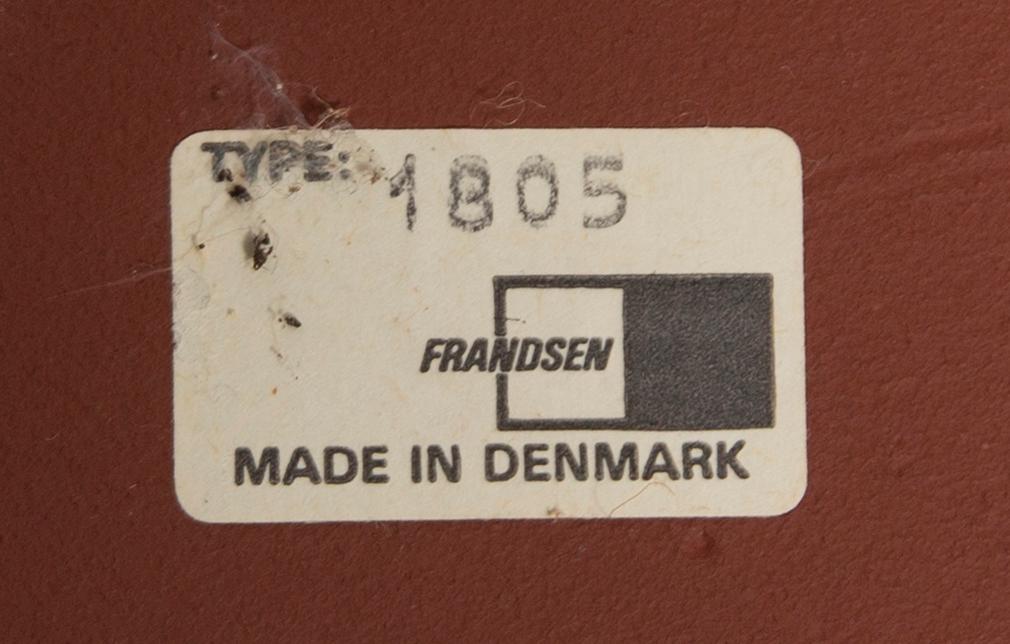 TYPE: 1805
FRANDSEN
MADE IN DENMARK